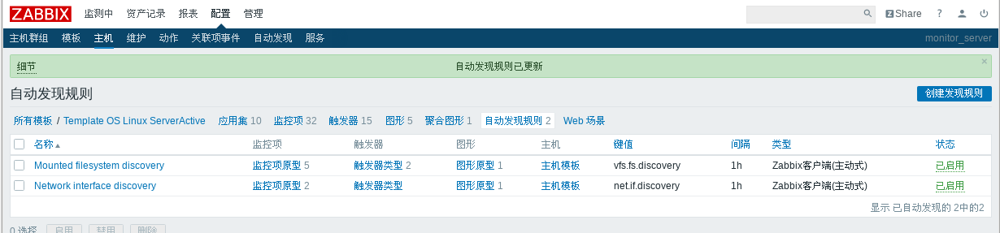 ZABBIX 监测中 资产记录 报表 配置 管理 Z Share ?
主机群组 模板 主机 维护 动作 关联项事件 自动发现 服务 monitor_server
细节 自动发现规则已更新 ×
自动发现规则 创建发现规则
所有模板 / Template OS Linux ServerActive 应用集 10 监控项 32 触发器 15 图形 5 聚合图形 1 自动发现规则 2 Web 场景
名称 监控项 触发器 图形 主机 键值 间隔 类型 状态
Mounted filesystem discovery 监控项原型 5 触发器类型 2 图形原型 1 主机模板 vfs.fs.discovery 1h Zabbix客户端(主动式) 已启用
Network interface discovery 监控项原型 2 触发器类型 图形原型 1 主机模板 net.if.discovery 1h Zabbix客户端(主动式) 已启用
显示 已自动发现的 2中的2
0 选择 启用 禁用 删除